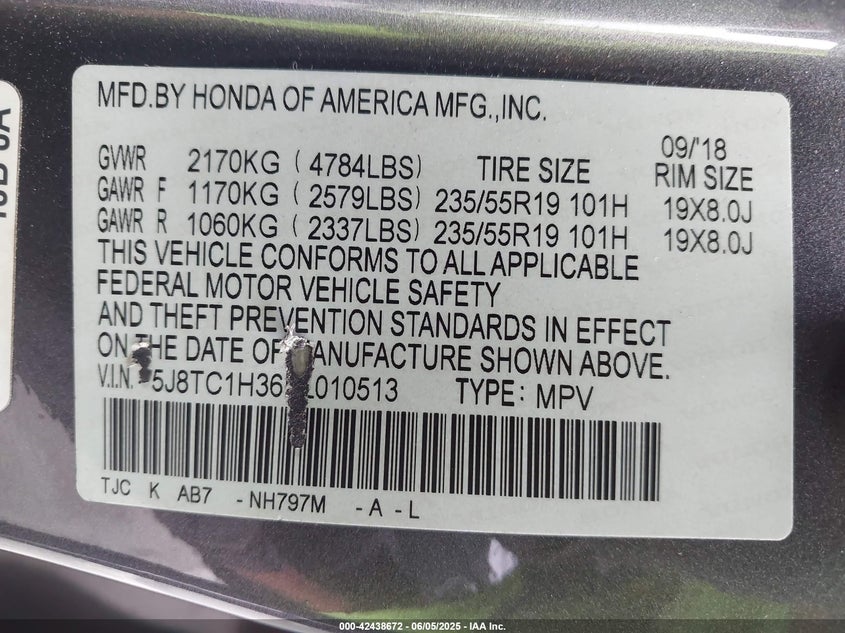 MFD.BY HONDA OF AMERICA MFG.,INC.
09/'18
GVWR 2170KG ( 4784LBS) TIRE SIZE RIM SIZE
GAWR F 1170KG ( 2579LBS) 235/55R19 101H 19X8.0J
GAWR R 1060KG ( 2337LBS) 235/55R19 101H 19X8.0J
THIS VEHICLE CONFORMS TO ALL APPLICABLE
FEDERAL MOTOR VEHICLE SAFETY
AND THEFT PREVENTION STANDARDS IN EFFECT
ON THE DATE OF MANUFACTURE SHOWN ABOVE.
V.I.N. 5J8TC1H36 L010513 TYPE: MPV
TJC K AB7 -NH797M -A-L
000-42438672 - 06/05/2025 - IAA Inc.